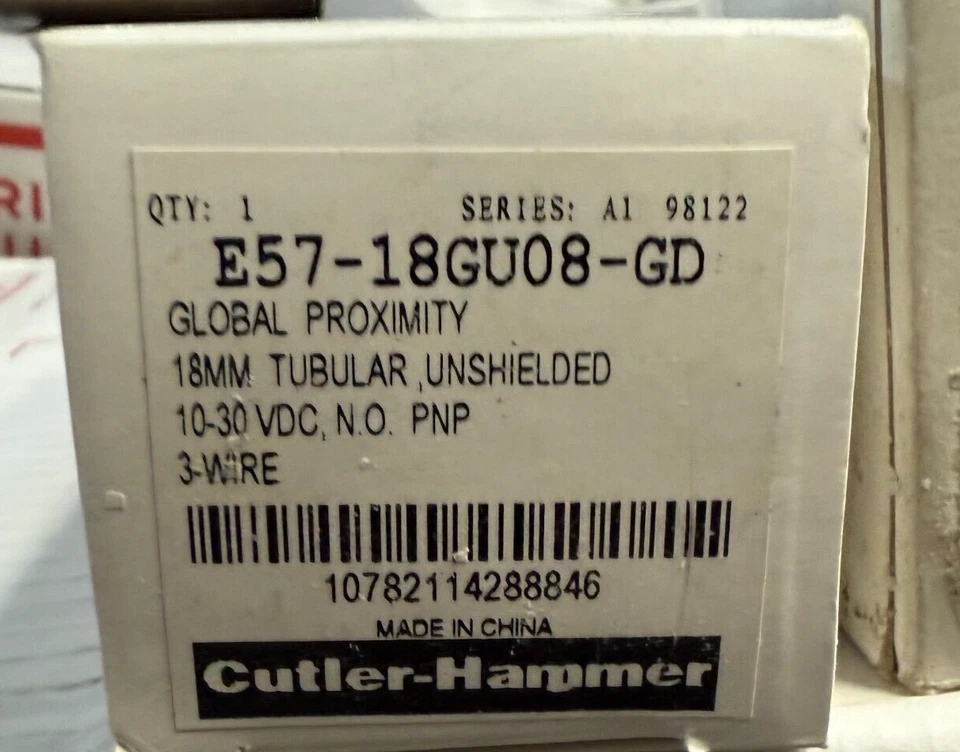 QTY: 1 SERIES: A1 98122
E57-18GU08-GD
GLOBAL PROXIMITY
18MM TUBULAR ,UNSHIELDED
10-30 VDC, N.O. PNP
3-WIRE
10782114288846
MADE IN CHINA
Cutler-Hammer